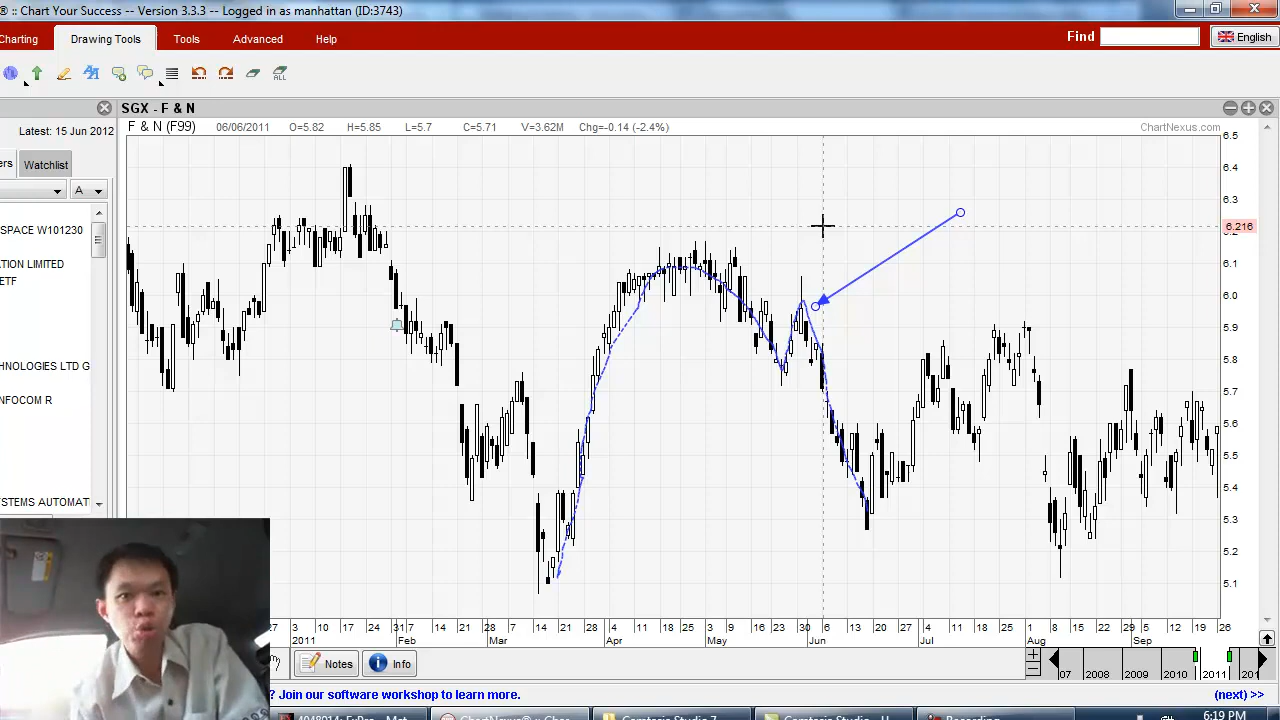 ® :: Chart Your Success -- Version 3.3.3 -- Logged in as manhattan (ID:3743)
Charting Drawing Tools Tools Advanced Help Find English
ALL
SGX - F & N
Latest: 15 Jun 2012
F & N (F99) 06/06/2011 O=5.82 H=5.85 L=5.7 C=5.71 V=3.62M Chg=-0.14 (-2.4%) ChartNexus.com
ers Watchlist
A
SPACE W101230
LIMITED
ETF
HNOLOGIES LTD G
NFOCOM R
YSTEMS AUTOMAT
6.5
6.4
6.3
6.216
6.2
6.1
6.0
5.9
5.8
5.7
5.6
5.5
5.4
5.3
5.2
5.1
27 3 10 17 24 31 7 14 21 28 7 14 21 28 4 11 18 25 3 9 16 23 30 6 13 20 27 4 11 18 25 1 8 15 22 29 5 12 19 26
2011 Feb Mar Apr May Jun Jul Aug Sep
Notes Info
07 2008 2009 2010 2011 201
? Join our software workshop to learn more. (next) >>
6:19 PM